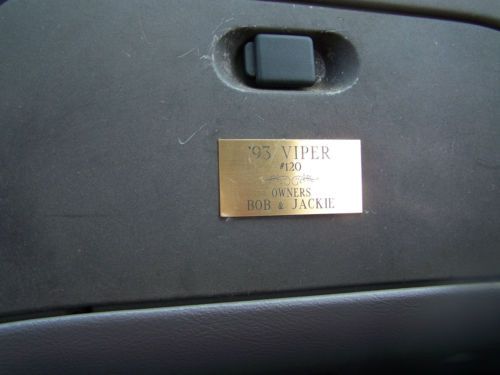 '93 VIPER
#120
OWNERS
BOB & JACKIE